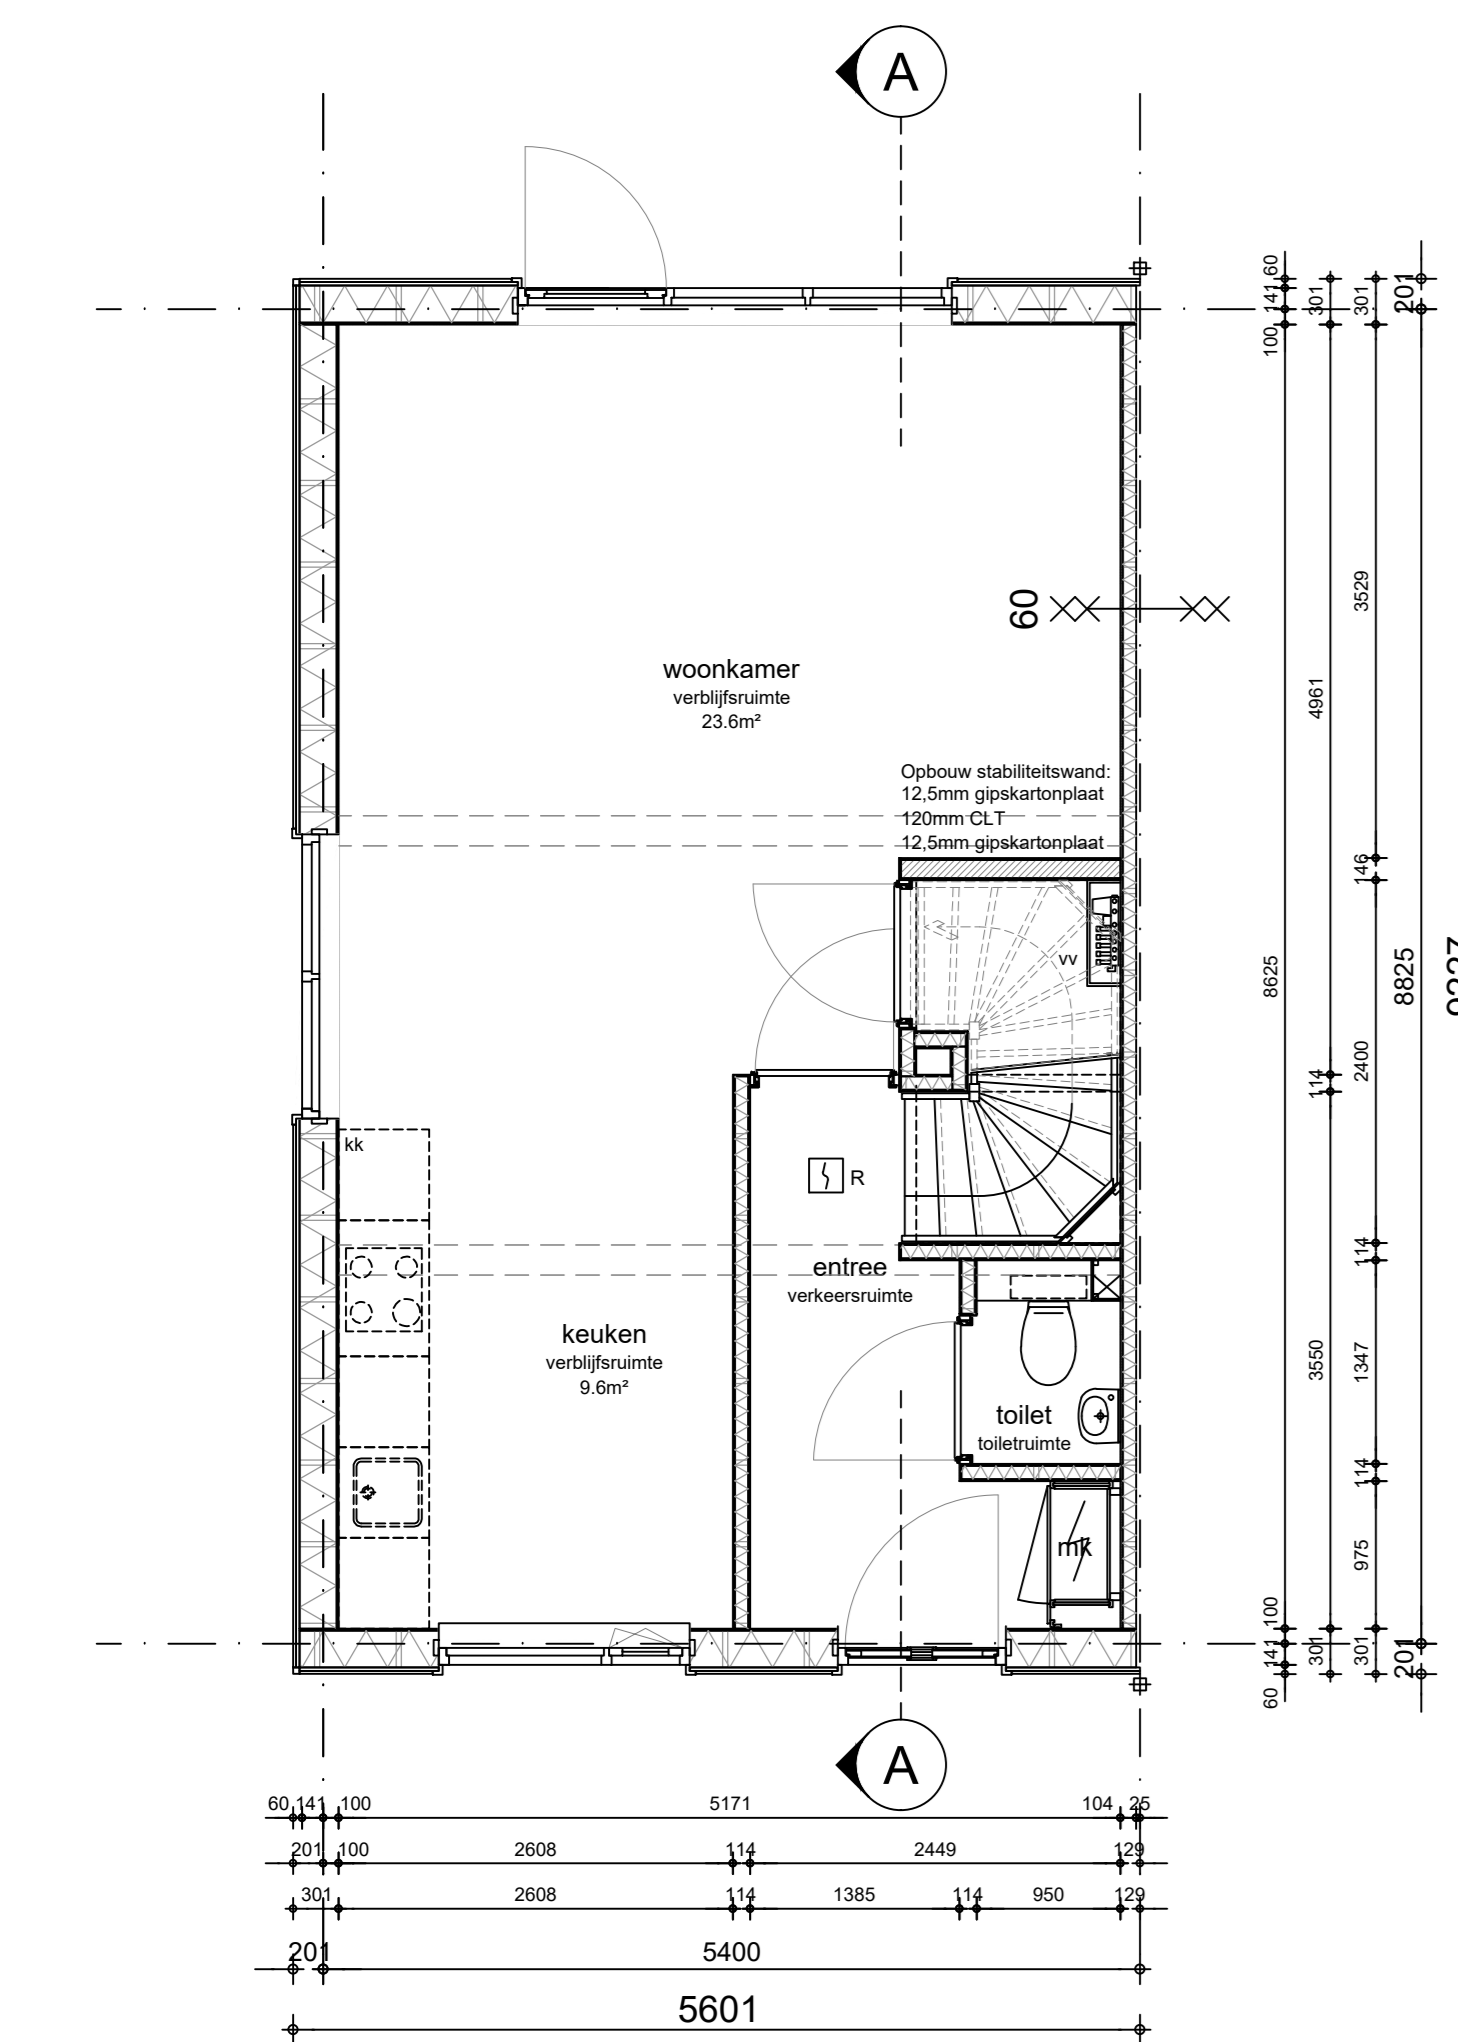 A
60
141
100
301
301
201
3529
60
woonkamer
verblijfsruimte
23.6m²
4961
Opbouw stabiliteitswand:
12,5mm gipskartonplaat
120mm CLT
12,5mm gipskartonplaat
146
vv
8625
8825
2400
114
kk
R
114
entree
verkeersruimte
keuken
verblijfsruimte
9.6m²
3550
1347
toilet
toiletruimte
114
mk
975
100
141
60
301
301
201
A
60 141 100 5171 104 25
201 100 2608 114 2449 129
301 2608 114 1385 114 950 129
201 5400
5601